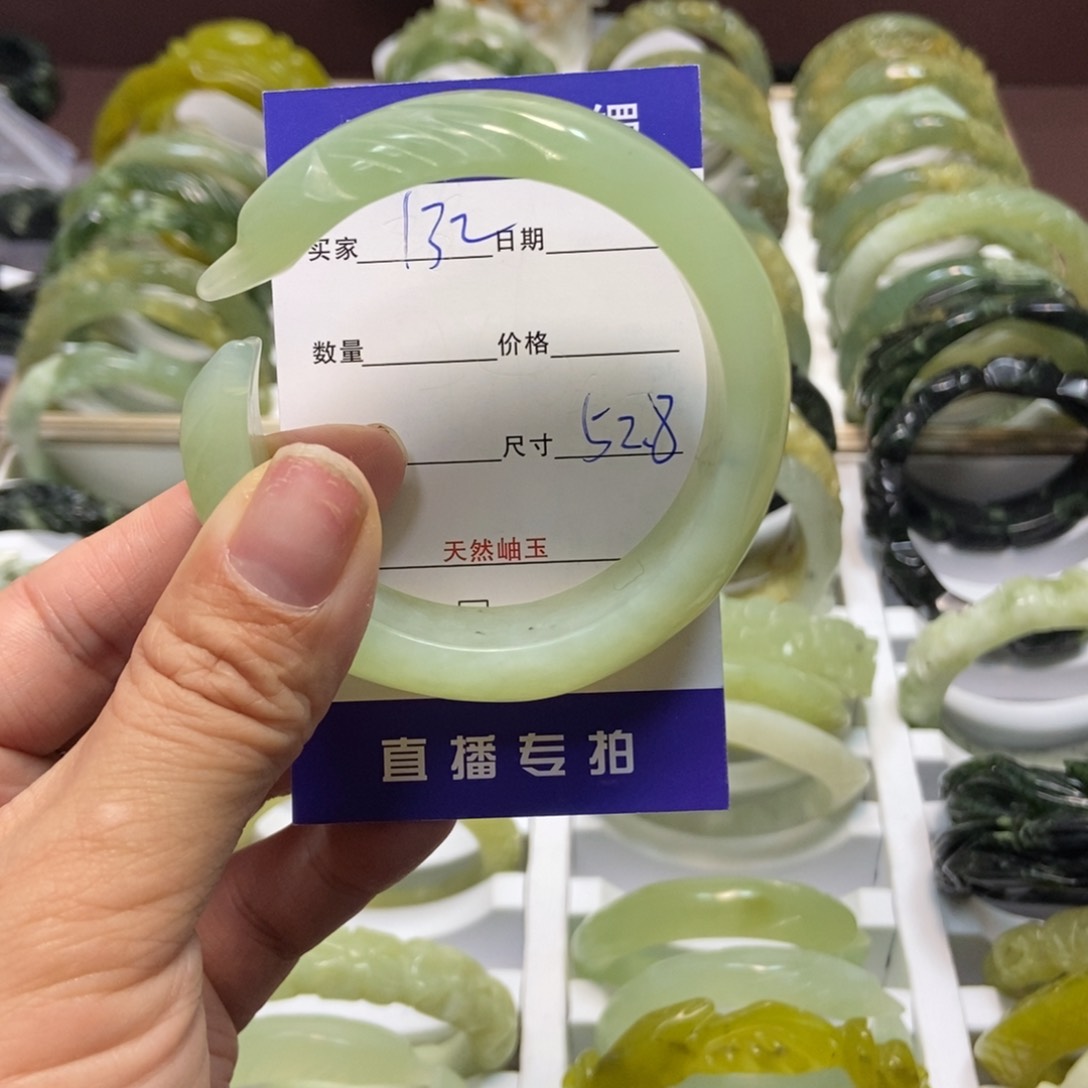 镯
买家 132 日期
数量 价格
尺寸 52.8
天然岫玉
直播专拍